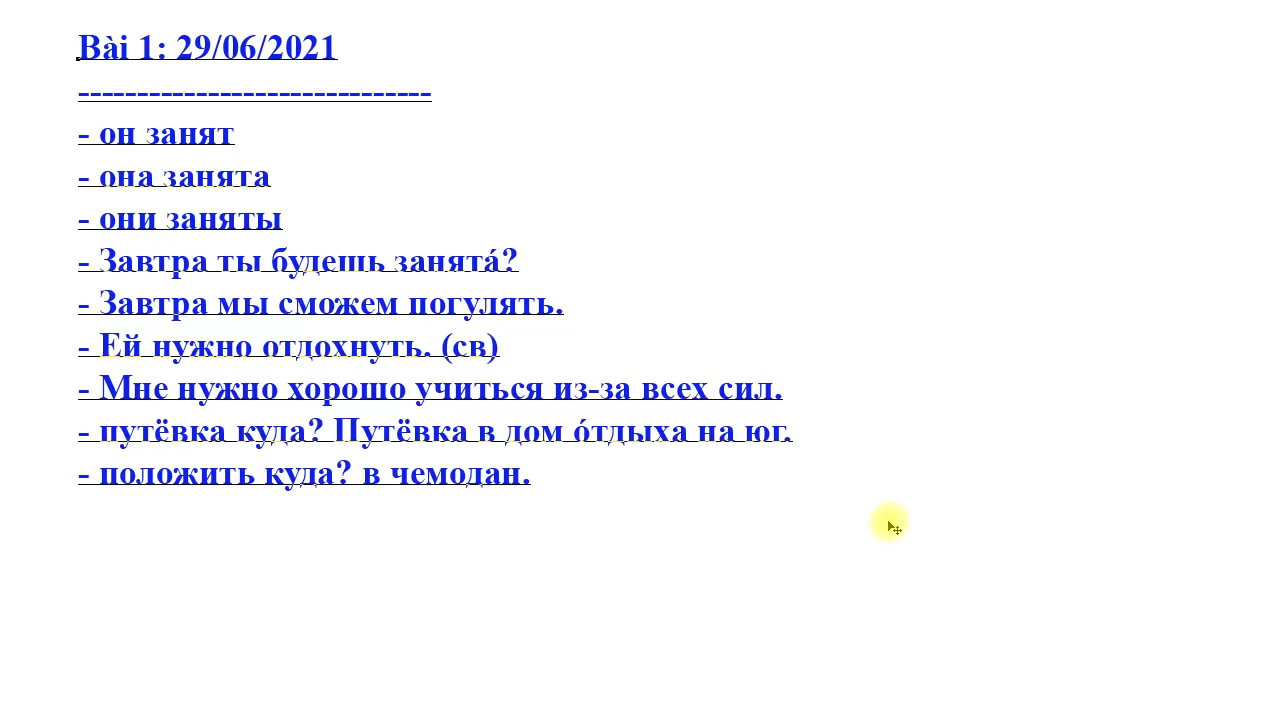 Bài 1: 29/06/2021
------------------------------
- он занят
- она занята
- они заняты
- Завтра ты будешь занята́?
- Завтра мы сможем погулять.
- Ей нужно отдохнуть. (св)
- Мне нужно хорошо учиться из-за всех сил.
- путёвка куда? Путёвка в дом о́тдыха на юг.
- положить куда? в чемодан.